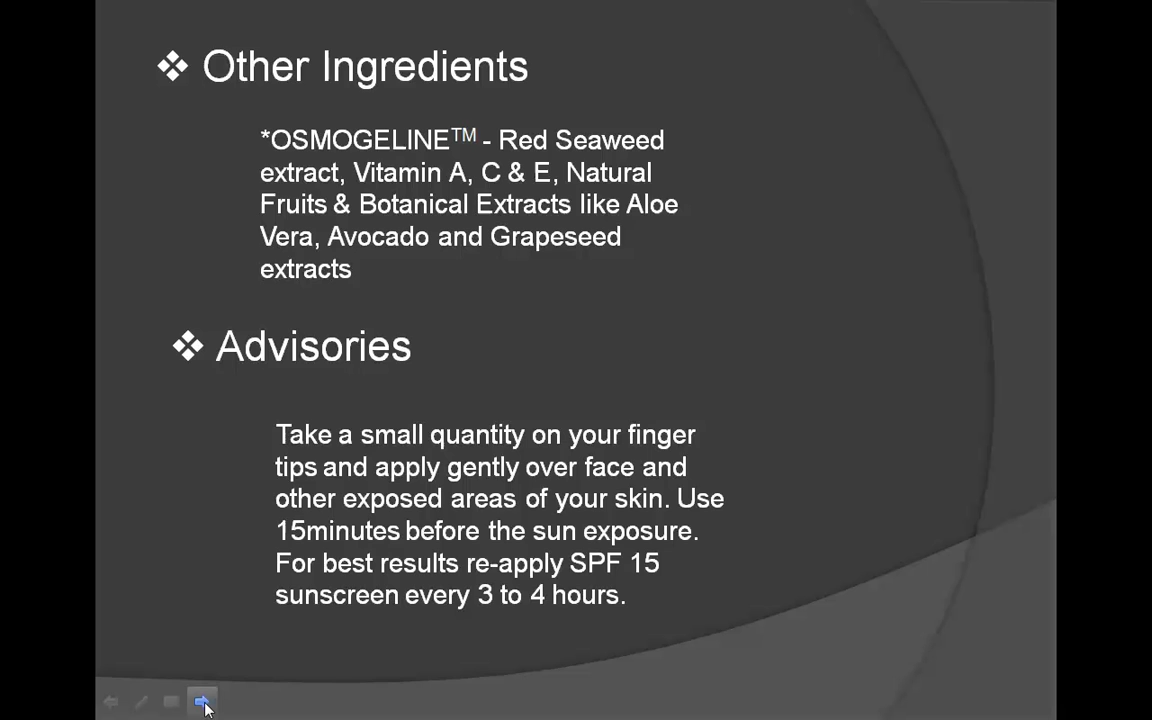 ❖ Other Ingredients
*OSMOGELINE™ - Red Seaweed
extract, Vitamin A, C & E, Natural
Fruits & Botanical Extracts like Aloe
Vera, Avocado and Grapeseed
extracts
❖ Advisories
Take a small quantity on your finger
tips and apply gently over face and
other exposed areas of your skin. Use
15minutes before the sun exposure.
For best results re-apply SPF 15
sunscreen every 3 to 4 hours.